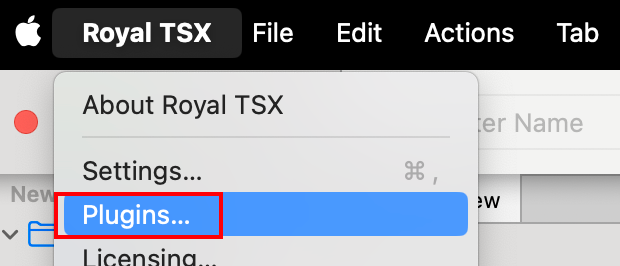 Royal TSX File Edit Actions Tab
About Royal TSX
ter Name
Settings... ⌘ ,
New
Plugins...
ew
Licensing...